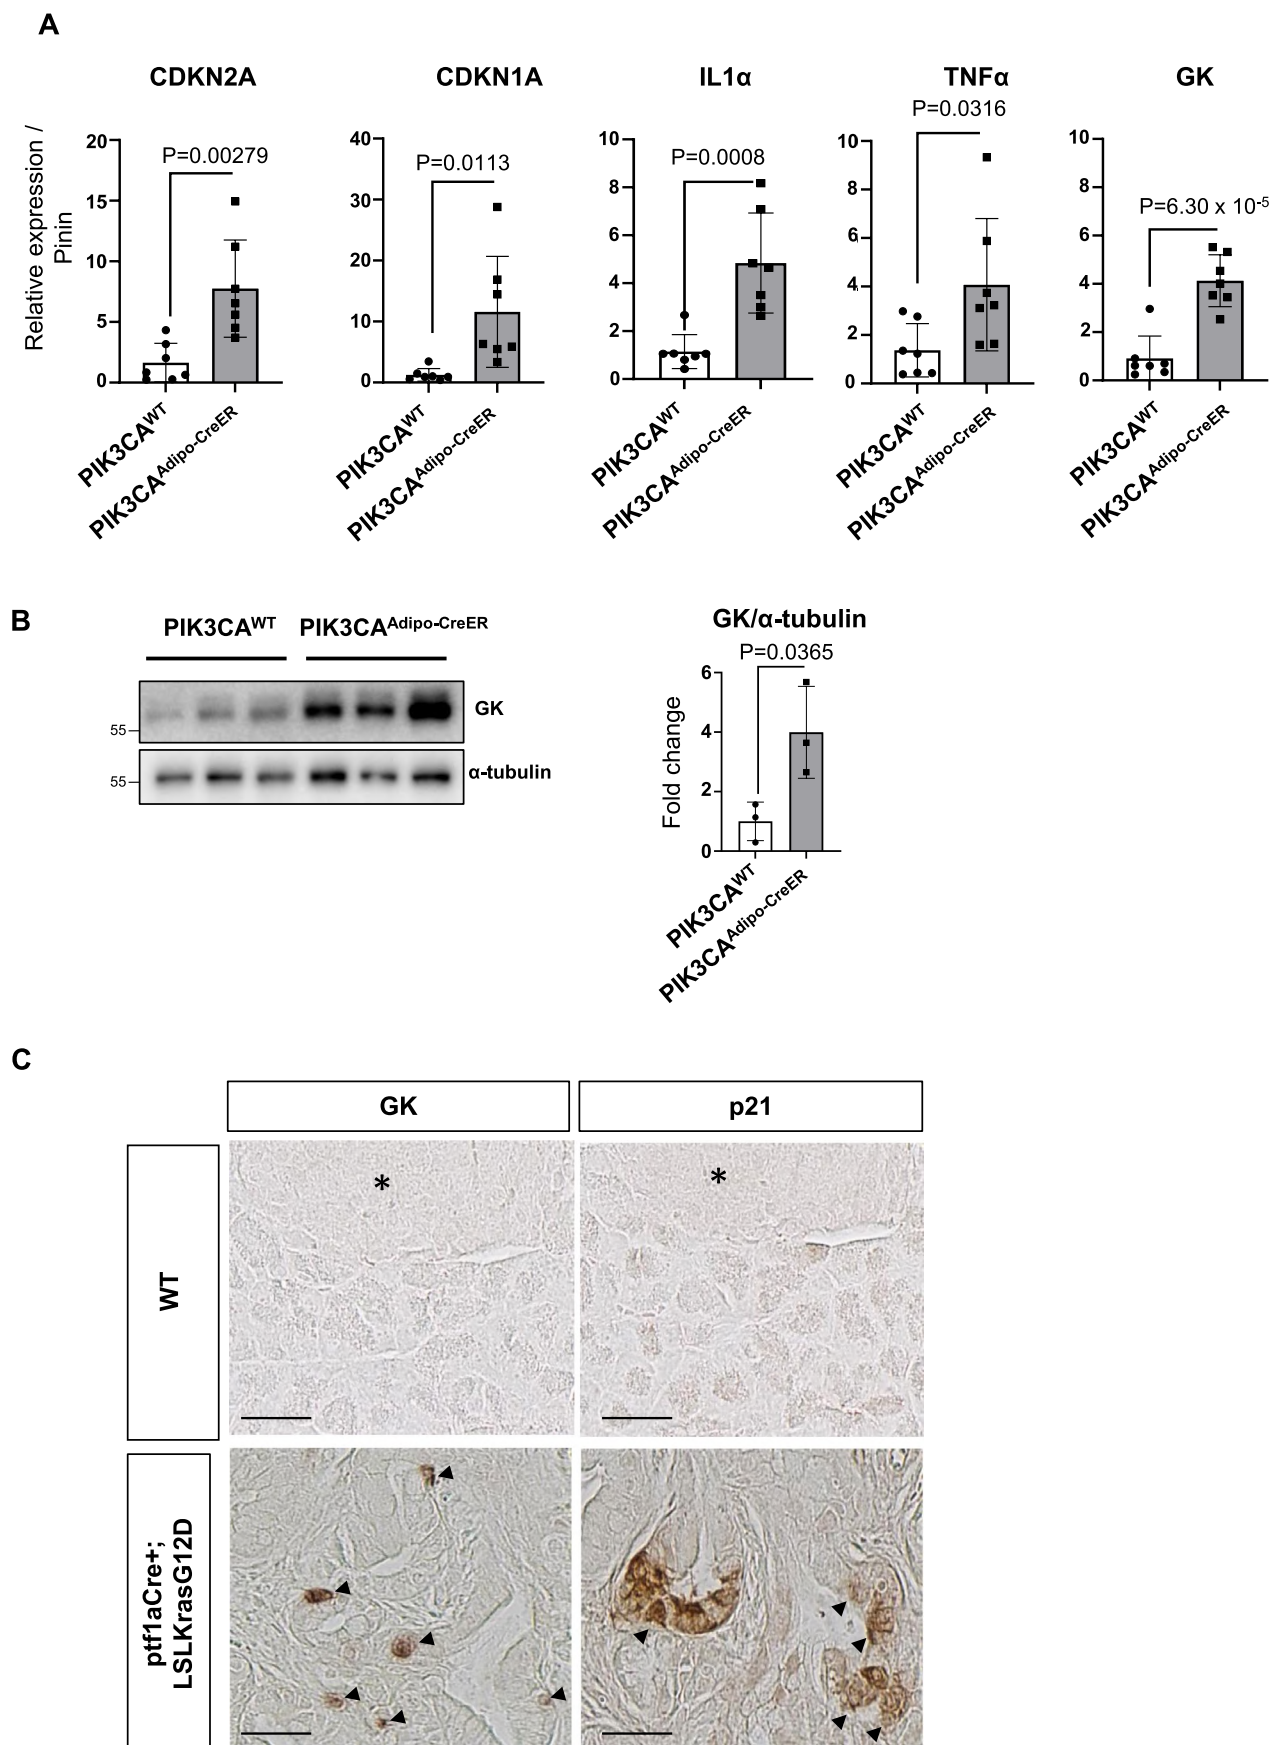 A
CDKN2A
CDKN1A
IL1α
TNFα
GK
Relative expression /
Pinin
20
15
10
5
0
P=0.00279
PIK3CAWT
PIK3CAAdipo-CreER
40
30
20
10
0
P=0.0113
PIK3CAWT
PIK3CAAdipo-CreER
10
8
6
4
2
0
P=0.0008
PIK3CAWT
PIK3CAAdipo-CreER
10
8
6
4
2
0
P=0.0316
PIK3CAWT
PIK3CAAdipo-CreER
10
8
6
4
2
0
P=6.30 x 10-5
PIK3CAWT
PIK3CAAdipo-CreER
B
PIK3CAWT PIK3CAAdipo-CreER
GK
55
α-tubulin
55
GK/α-tubulin
P=0.0365
Fold change
6
4
2
0
PIK3CAWT
PIK3CAAdipo-CreER
C
GK
p21
WT
*
*
ptf1aCre+;
LSLKrasG12D